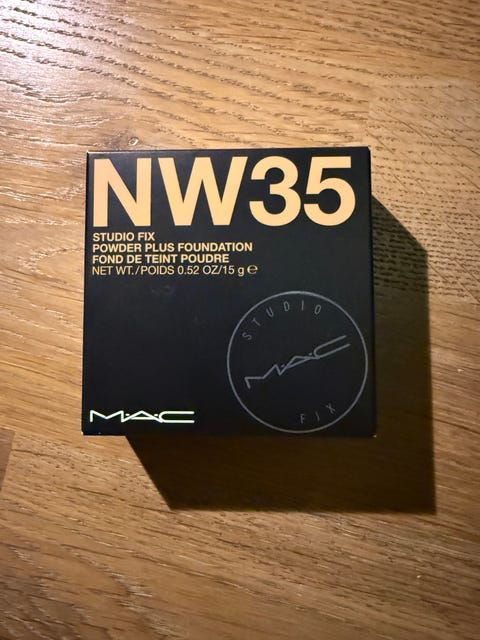 NW35
STUDIO FIX
POWDER PLUS FOUNDATION
FOND DE TEINT POUDRE
NET WT./POIDS 0.52 OZ/15 g ℮
STUDIO
M·A·C
FIX
M·A·C